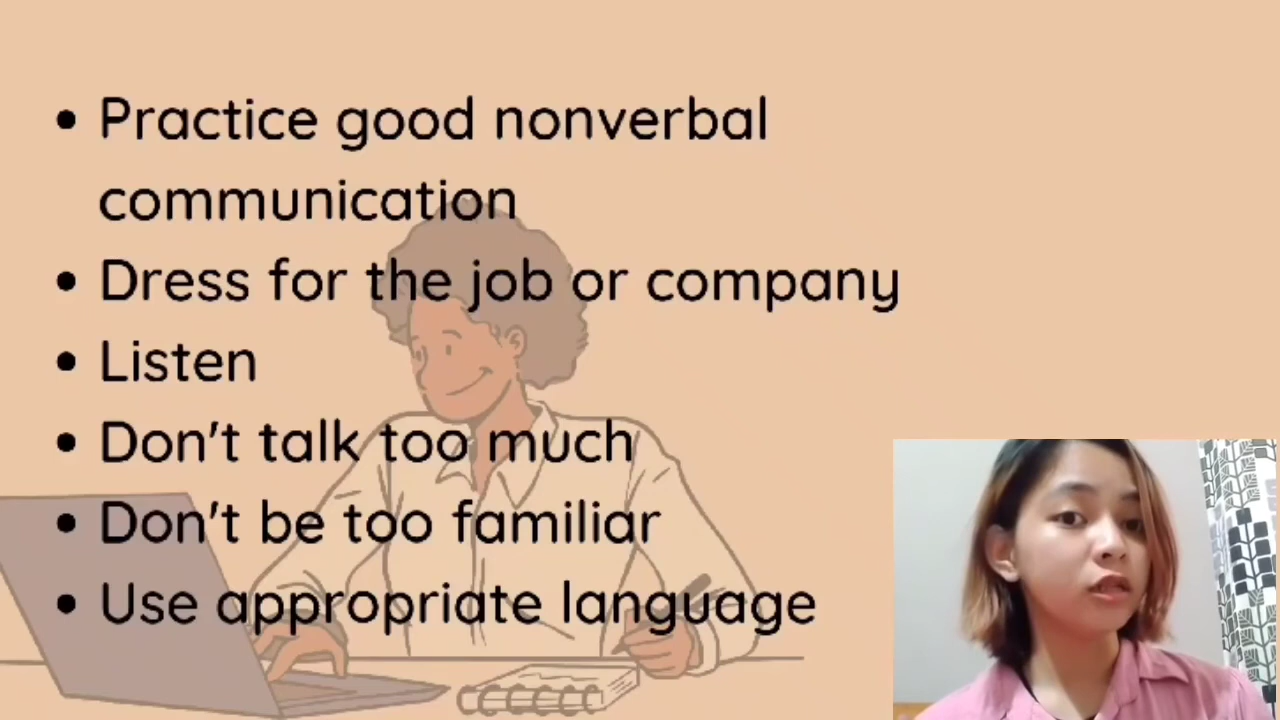 • Practice good nonverbal
communication
• Dress for the job or company
• Listen
• Don't talk too much
• Don't be too familiar
• Use appropriate language